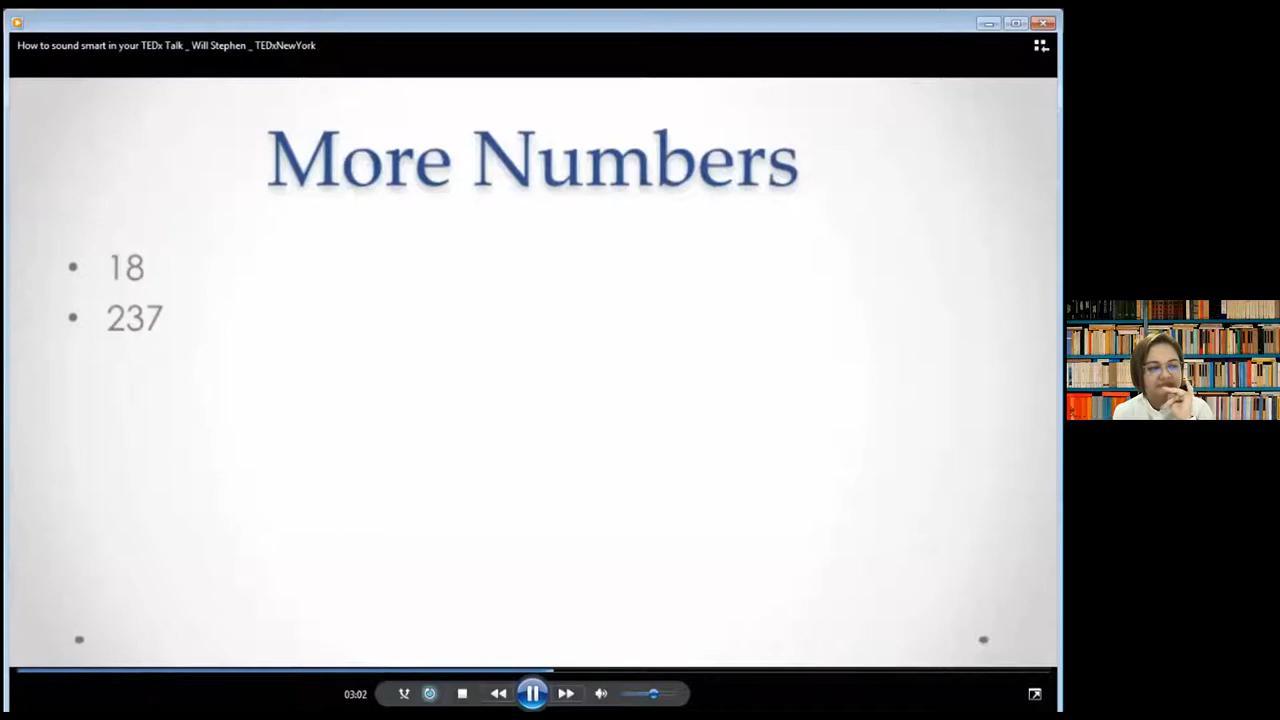 How to sound smart in your TEDx Talk _ Will Stephen _ TEDxNewYork
More Numbers
• 18
• 237
03:02